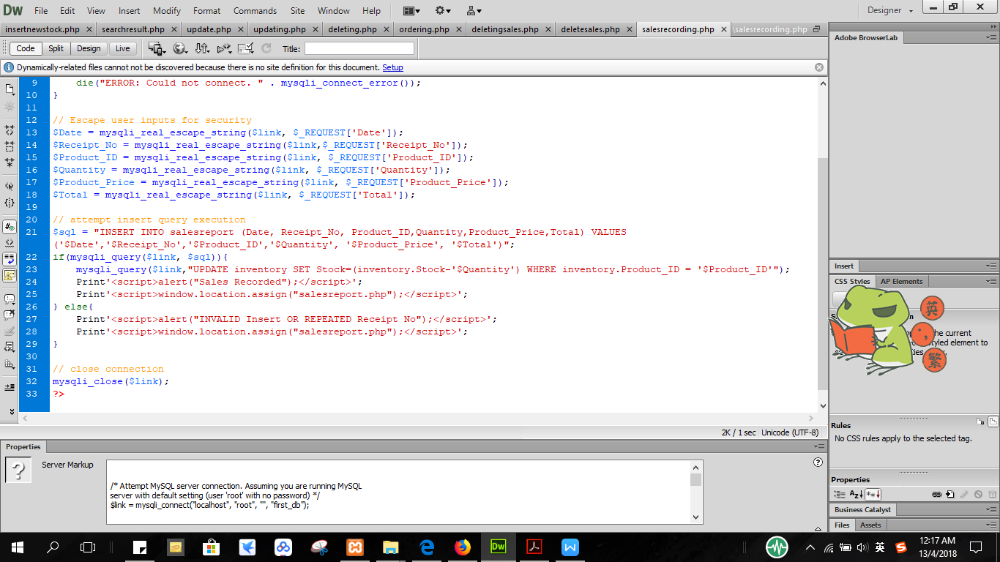 Dw File Edit View Insert Modify Format Commands Site Window Help Designer
insertnewstock.php searchresult.php update.php updating.php deleting.php ordering.php deletingsales.php deletesales.php salesrecording.php \salesrecording.php
Code Split Design Live Title:
Dynamically-related files cannot not be discovered because there is no site definition for this document. Setup
9 die("ERROR: Could not connect. " . mysqli_connect_error());
10 }
11
12 // Escape user inputs for security
13 $Date = mysqli_real_escape_string($link, $_REQUEST['Date']);
14 $Receipt_No = mysqli_real_escape_string($link,$_REQUEST['Receipt_No']);
15 $Product_ID = mysqli_real_escape_string($link, $_REQUEST['Product_ID']);
16 $Quantity = mysqli_real_escape_string($link, $_REQUEST['Quantity']);
17 $Product_Price = mysqli_real_escape_string($link, $_REQUEST['Product_Price']);
18 $Total = mysqli_real_escape_string($link, $_REQUEST['Total']);
19
20 // attempt insert query execution
21 $sql = "INSERT INTO salesreport (Date, Receipt_No, Product_ID,Quantity,Product_Price,Total) VALUES
('$Date','$Receipt_No','$Product_ID','$Quantity', '$Product_Price', '$Total')";
22 if(mysqli_query($link, $sql)){
23 mysqli_query($link,"UPDATE inventory SET Stock=(inventory.Stock-'$Quantity') WHERE inventory.Product_ID = '$Product_ID'");
24 Print'<script>alert("Sales Recorded");</script>';
25 Print'<script>window.location.assign("salesreport.php");</script>';
26 } else{
27 Print'<script>alert("INVALID Insert OR REPEATED Receipt No");</script>';
28 Print'<script>window.location.assign("salesreport.php");</script>';
29 }
30
31 // close connection
32 mysqli_close($link);
33 ?>
2K / 1 sec Unicode (UTF-8)
Properties
Server Markup
/* Attempt MySQL server connection. Assuming you are running MySQL
server with default setting (user 'root' with no password) */
$link = mysqli_connect("localhost", "root", "", "first_db");
Adobe BrowserLab
Insert
CSS Styles AP Elements
英
the current
styled element to
繁
Rules
No CSS rules apply to the selected tag.
Properties
Az
Business Catalyst
Files Assets
Dw W 英 S 12:17 AM
13/4/2018